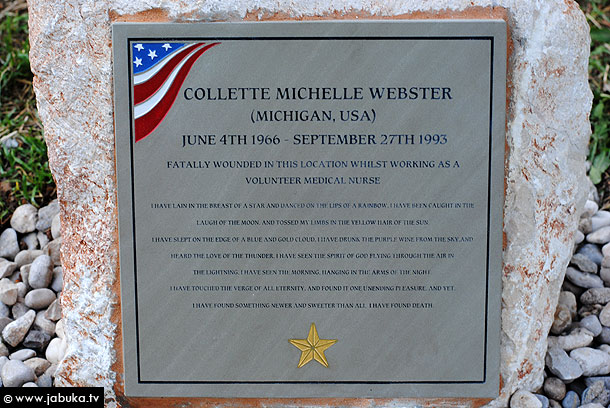 COLLETTE MICHELLE WEBSTER
(MICHIGAN, USA)
JUNE 4TH 1966 - SEPTEMBER 27TH 1993
FATALLY WOUNDED IN THIS LOCATION WHILST WORKING AS A
VOLUNTEER MEDICAL NURSE
I HAVE LAIN IN THE BREAST OF A STAR AND DANCED ON THE LIPS OF A RAINBOW, I HAVE BEEN CAUGHT IN THE
LAUGH OF THE MOON, AND TOSSED MY LIMBS IN THE YELLOW HAIR OF THE SUN.
I HAVE SLEPT ON THE EDGE OF A BLUE AND GOLD CLOUD, I HAVE DRUNK THE PURPLE WINE FROM THE SKY, AND
HEARD THE LOVE OF THE THUNDER. I HAVE SEEN THE SPIRIT OF GOD FLYING THROUGH THE AIR IN
THE LIGHTNING, I HAVE SEEN THE MORNING, HANGING IN THE ARMS OF THE NIGHT.
I HAVE TOUCHED THE VERGE OF ALL ETERNITY, AND FOUND IT ONE UNENDING PLEASURE, AND YET
I HAVE FOUND SOMETHING NEWER AND SWEETER THAN ALL. I HAVE FOUND DEATH.
© www.jabuka.tv